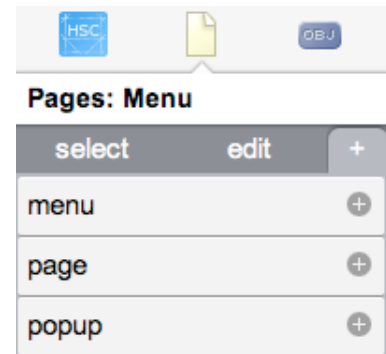 HSC OBJ
Pages: Menu
select edit +
menu
page
popup